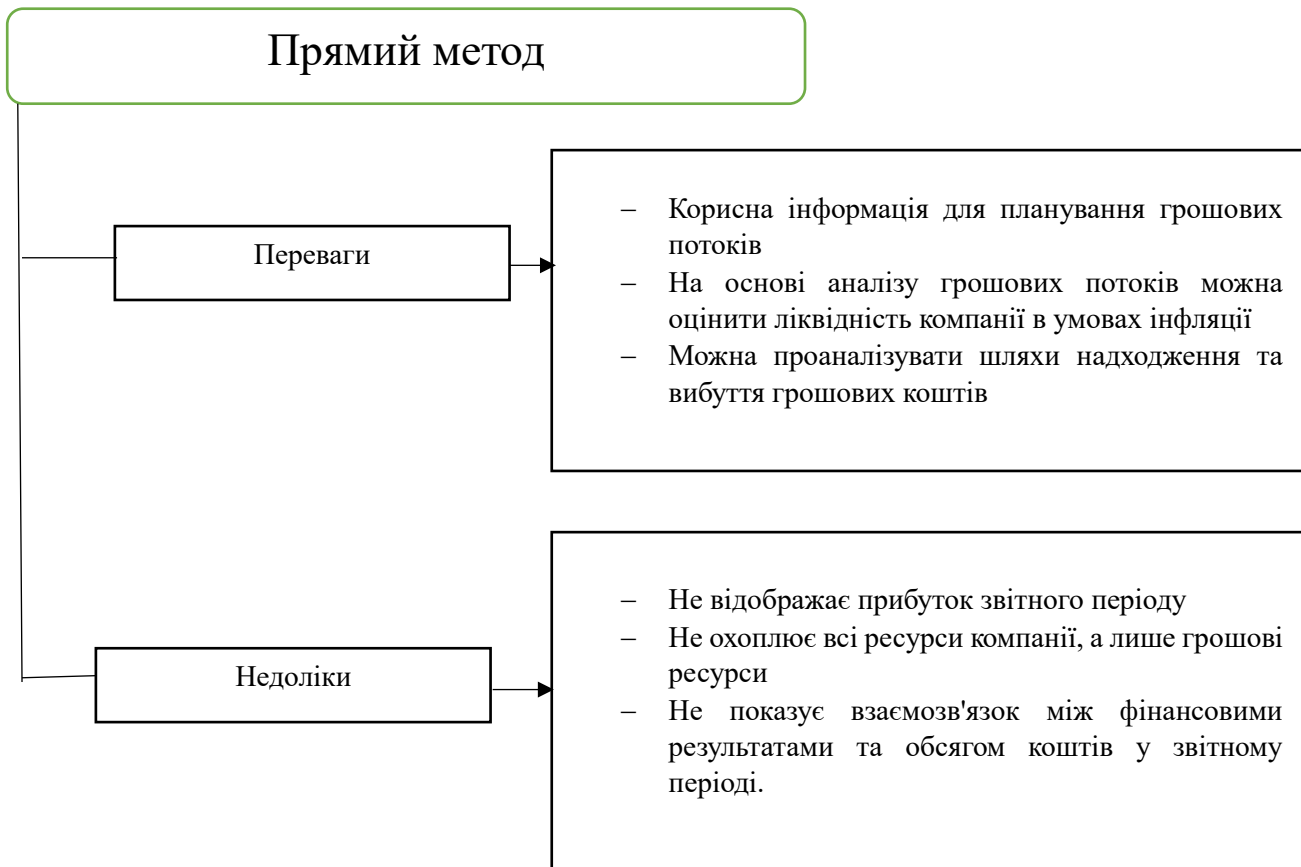 Прямий метод
Переваги
– Корисна інформація для планування грошових
потоків
– На основі аналізу грошових потоків можна
оцінити ліквідність компанії в умовах інфляції
– Можна проаналізувати шляхи надходження та
вибуття грошових коштів
Недоліки
– Не відображає прибуток звітного періоду
– Не охоплює всі ресурси компанії, а лише грошові
ресурси
– Не показує взаємозв'язок між фінансовими
результатами та обсягом коштів у звітному
періоді.